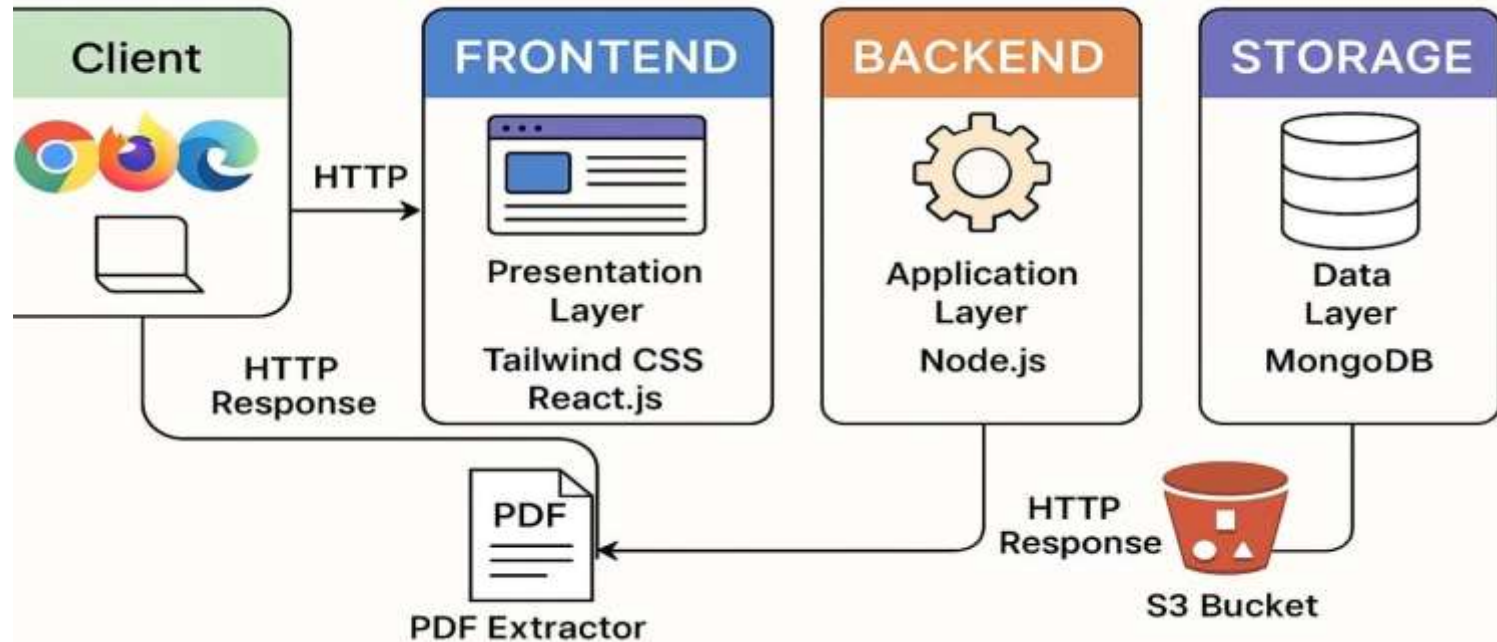 Client
HTTP
HTTP
Response
FRONTEND
Presentation
Layer
Tailwind CSS
React.js
BACKEND
Application
Layer
Node.js
STORAGE
Data
Layer
MongoDB
PDF
PDF Extractor
HTTP
Response
S3 Bucket